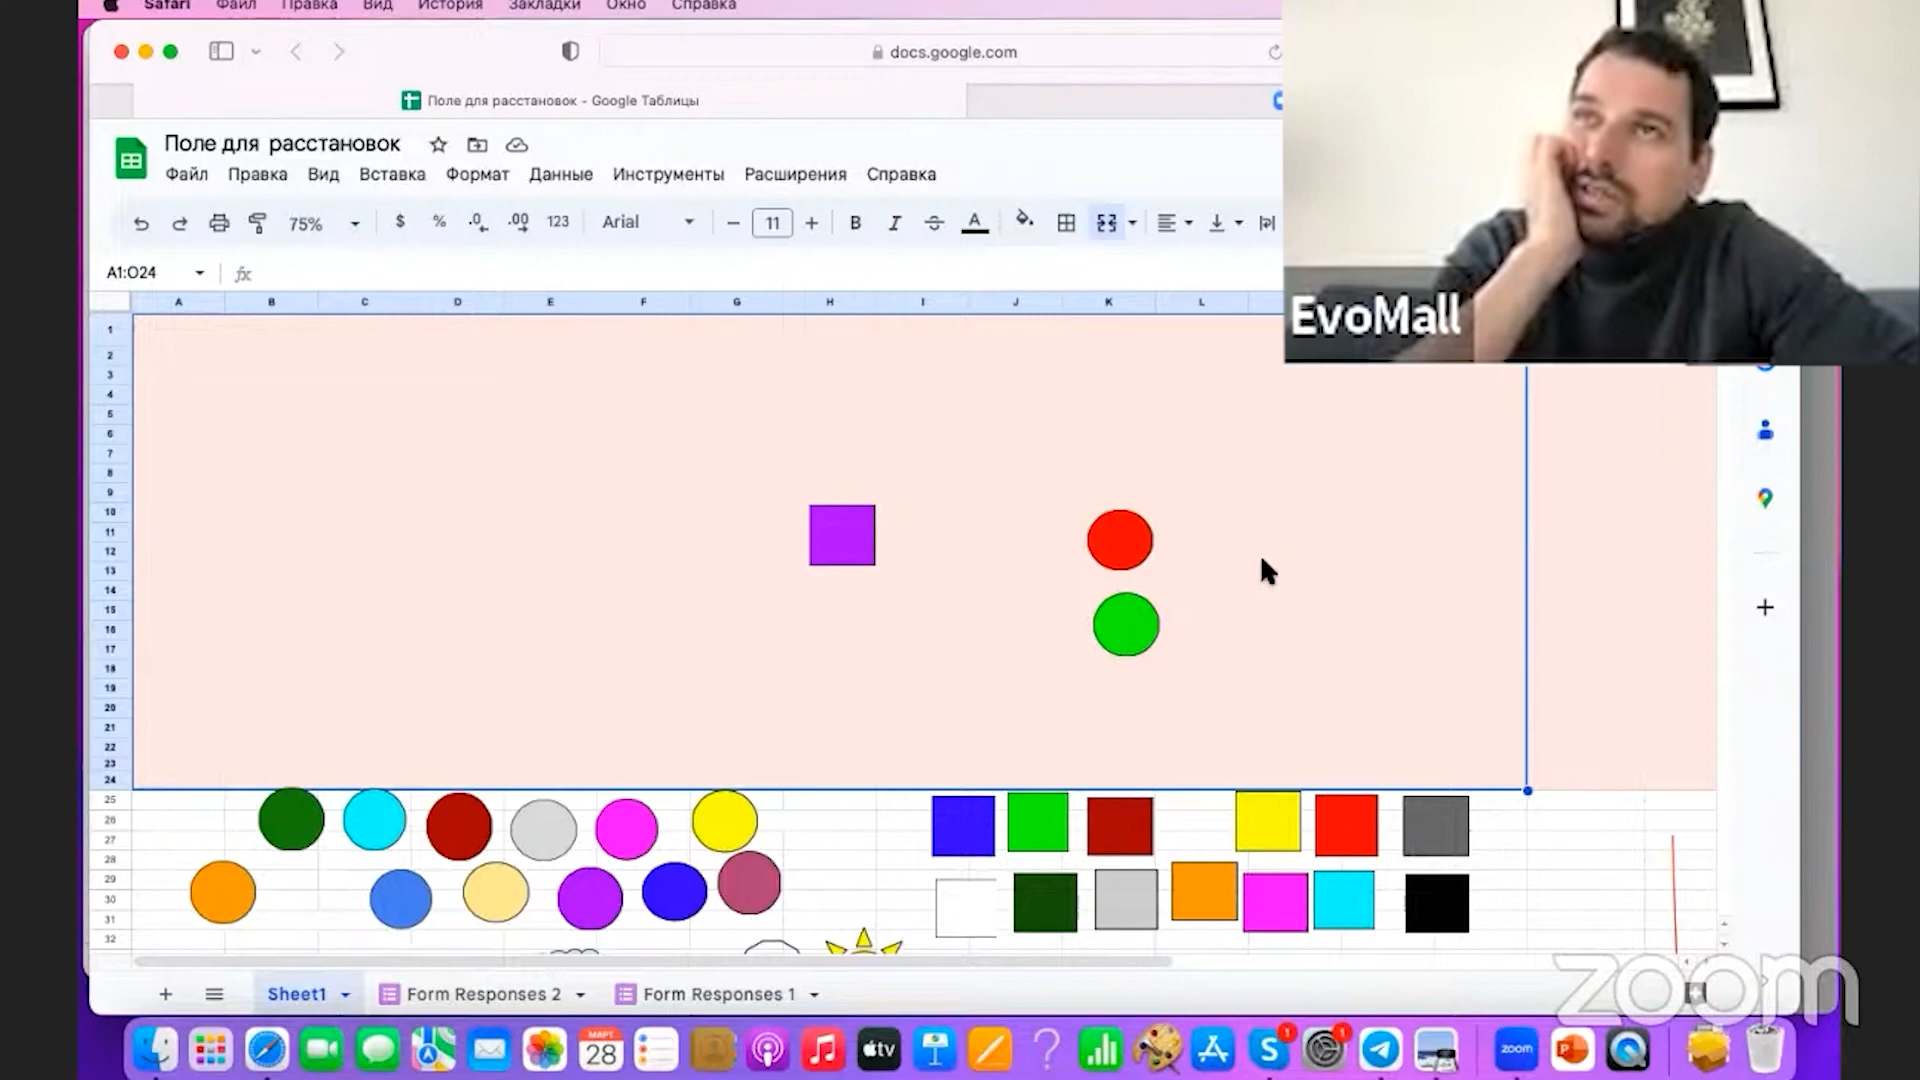 Safari Файл Правка Вид История Закладки Окно Справка
docs.google.com
Поле для расстановок - Google Таблицы
Поле для расстановок
Файл Правка Вид Вставка Формат Данные Инструменты Расширения Справка
75% $ % .0 .00 123 Arial 11 B I S A
A1:O24 fx
A B C D E F G H I J K L
EvoMall
1
2
3
4
5
6
7
8
9
10
11
12
13
14
15
16
17
18
19
20
21
22
23
24
25
26
27
28
29
30
31
32
Sheet1 Form Responses 2 Form Responses 1
zoom
МАРТ
28
tv
1
1
zoom